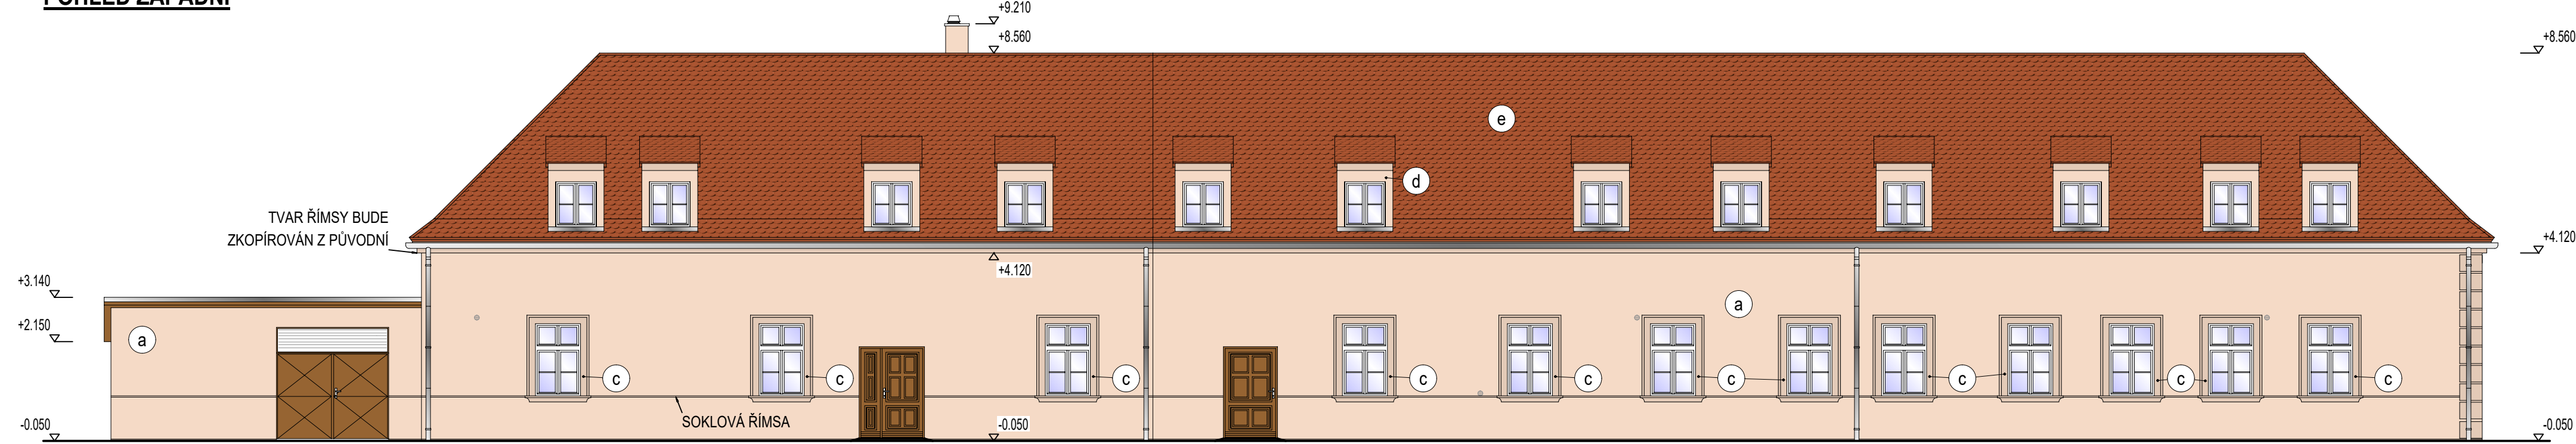 POHLED ZÁPADNÍ
+9.210
+8.560
+8.560
e
d
TVAR ŘÍMSY BUDE
ZKOPÍROVÁN Z PŮVODNÍ
+4.120
+4.120
+3.140
a
+2.150
a
c
c
c
c
c
c
c
c
c
SOKLOVÁ ŘÍMSA
-0.050
-0.050
-0.050